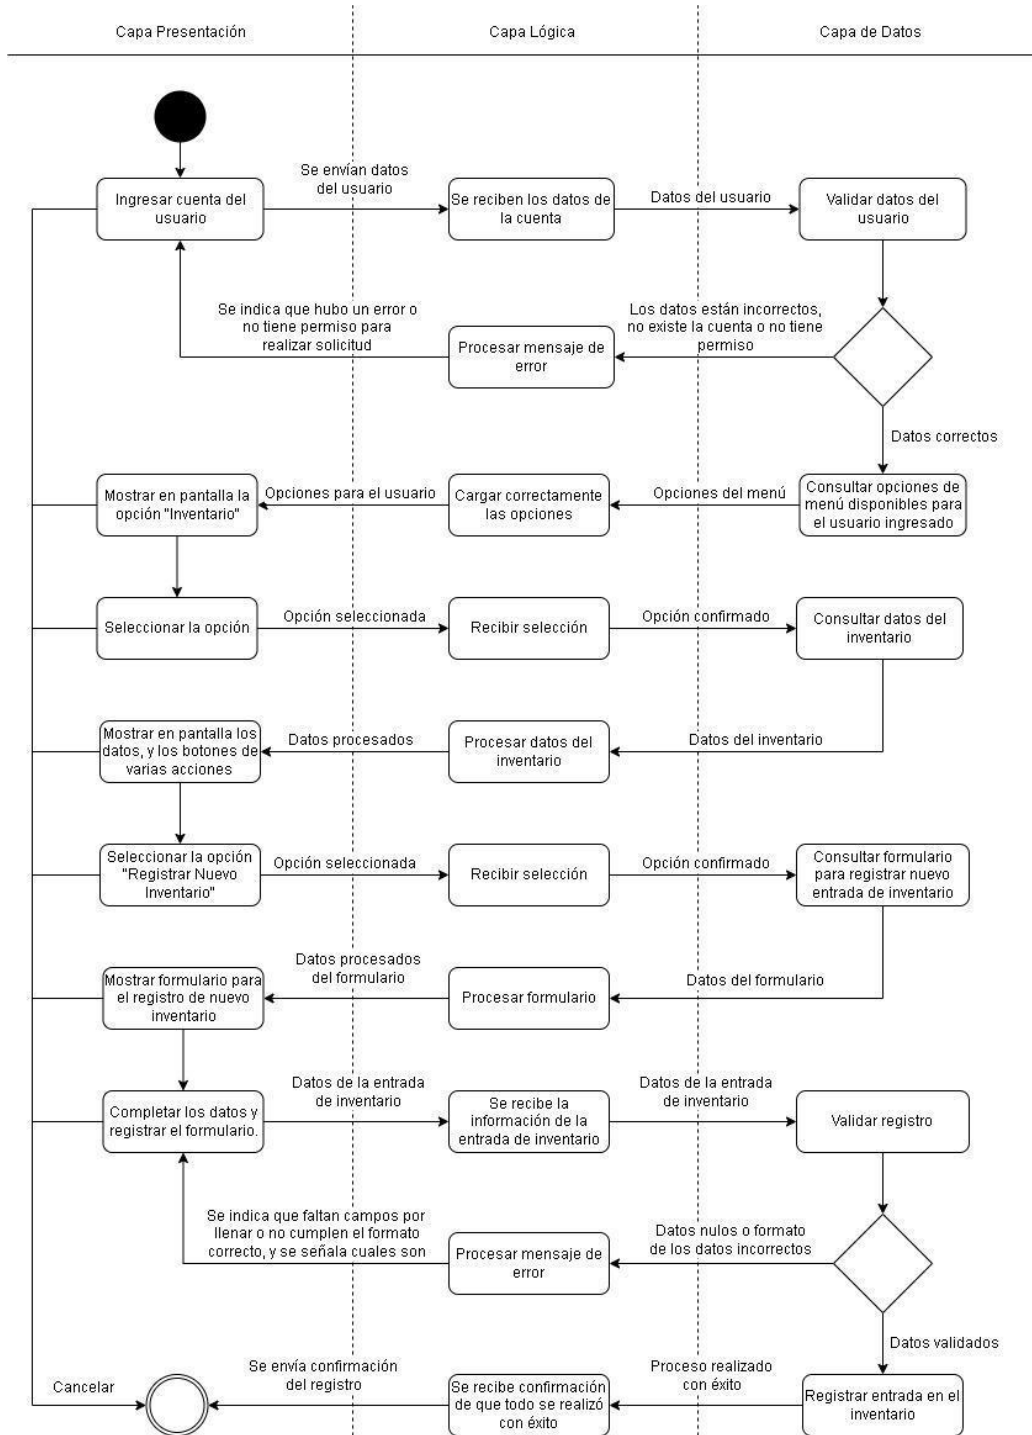 Capa Presentación
Capa Lógica
Capa de Datos
Ingresar cuenta del
usuario
Se envían datos
del usuario
Se reciben los datos de
la cuenta
Datos del usuario
Validar datos del
usuario
Se indica que hubo un error o
no tiene permiso para
realizar solicitud
Procesar mensaje de
error
Los datos están incorrectos,
no existe la cuenta o no tiene
permiso
Datos correctos
Mostrar en pantalla la
opción "Inventario"
Opciones para el usuario
Cargar correctamente
las opciones
Opciones del menú
Consultar opciones de
menú disponibles para
el usuario ingresado
Seleccionar la opción
Opción seleccionada
Recibir selección
Opción confirmado
Consultar datos del
inventario
Mostrar en pantalla los
datos, y los botones de
varias acciones
Datos procesados
Procesar datos del
inventario
Datos del inventario
Seleccionar la opción
"Registrar Nuevo
Inventario"
Opción seleccionada
Recibir selección
Opción confirmado
Consultar formulario
para registrar nuevo
entrada de inventario
Mostrar formulario para
el registro de nuevo
inventario
Datos procesados
del formulario
Procesar formulario
Datos del formulario
Completar los datos y
registrar el formulario.
Datos de la entrada
de inventario
Se recibe la
información de la
entrada de inventario
Datos de la entrada
de inventario
Validar registro
Se indica que faltan campos por
llenar o no cumplen el formato
correcto, y se señala cuales son
Procesar mensaje de
error
Datos nulos o formato
de los datos incorrectos
Datos validados
Cancelar
Se envía confirmación
del registro
Se recibe confirmación
de que todo se realizó
con éxito
Proceso realizado
con éxito
Registrar entrada en el
inventario